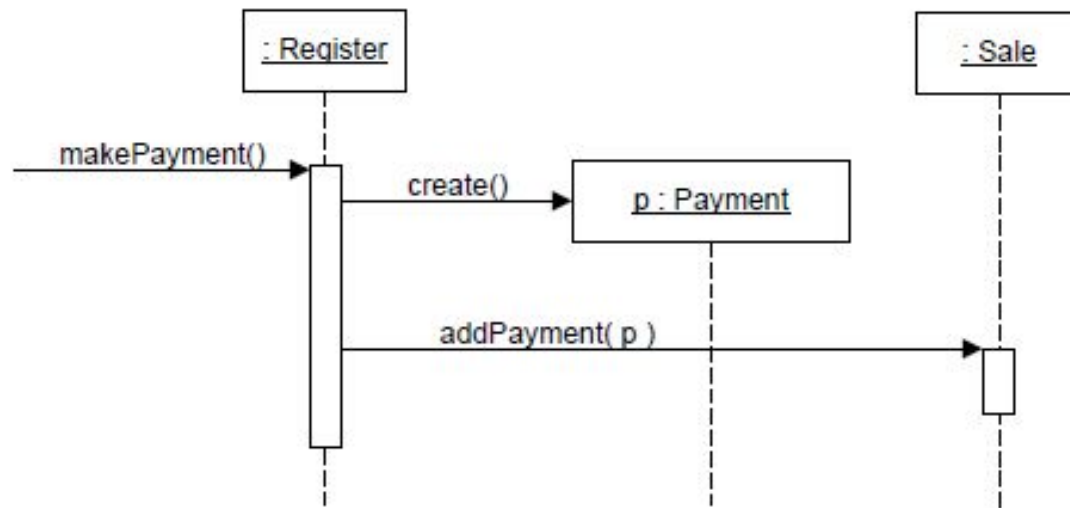 : Register
: Sale
makePayment()
create()
p : Payment
addPayment( p )